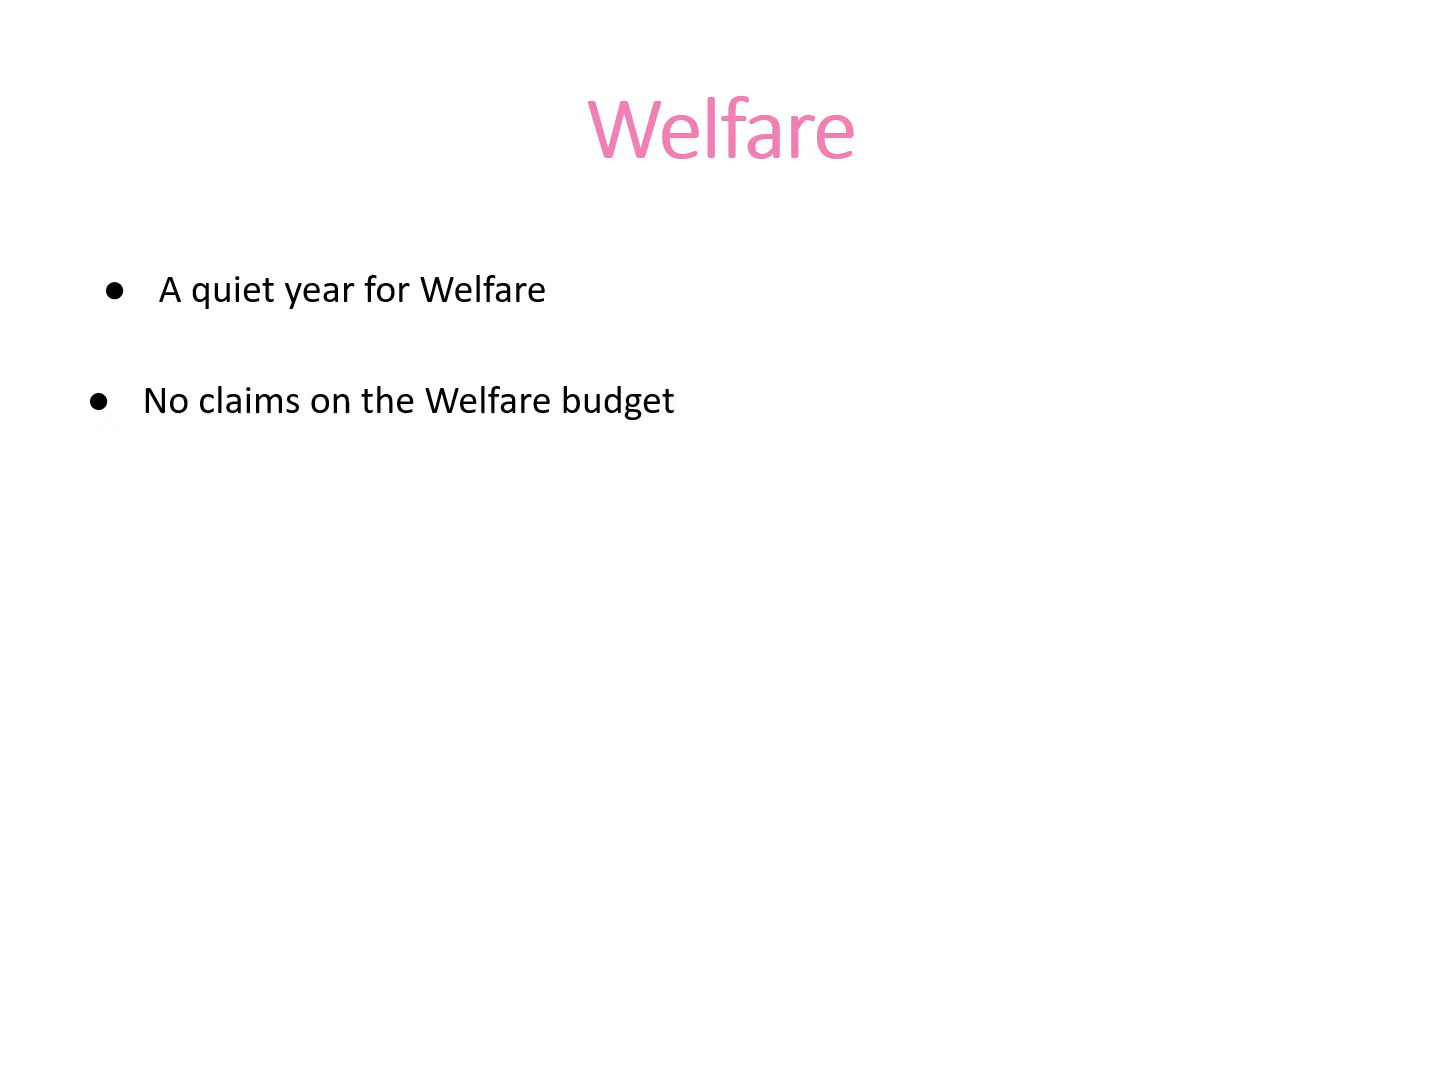 Welfare
● A quiet year for Welfare
● No claims on the Welfare budget